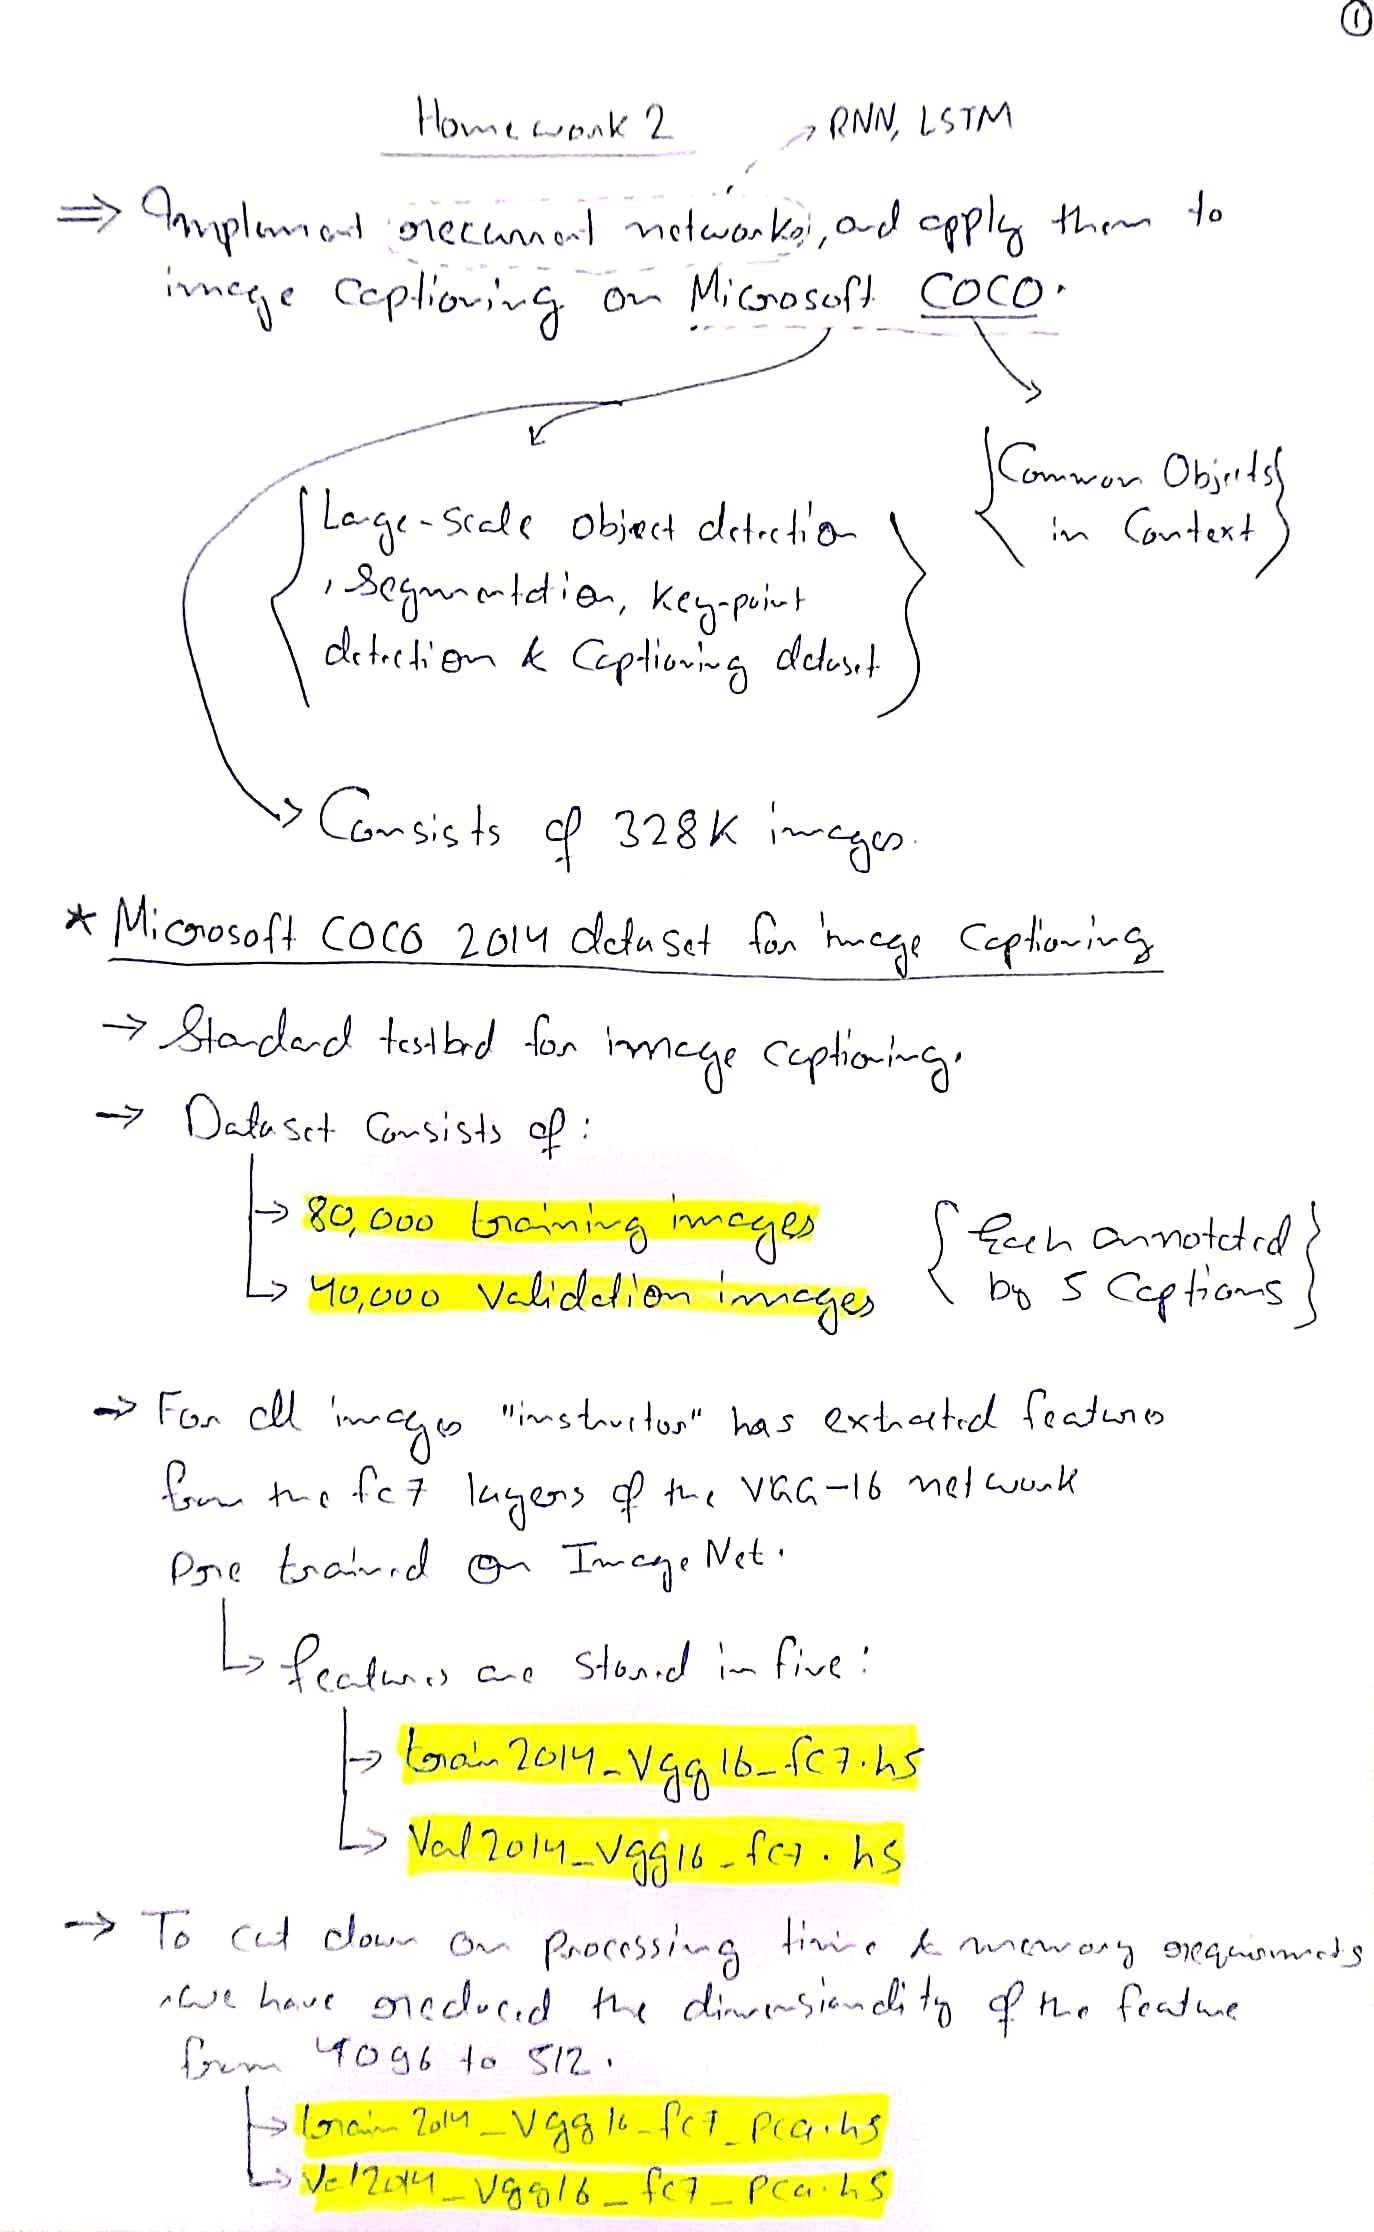 ①
Homework 2
→ RNN, LSTM
⇒ Implement recurrent networks, and apply them to
image captioning on Microsoft COCO.
{Common Objects
in Context}
{Large-scale object detection
, Segmentation, key-point
detection & Captioning dataset}
→ Consists of 328K images.
* Microsoft COCO 2014 dataset for image Captioning
→ Standard testbed for image captioning.
→ Dataset Consists of:
→ 80,000 training images
→ 40,000 Validation images
{Each annotated
by 5 Captions}
→ For all images "instructor" has extracted features
from the fc7 layers of the VGG-16 network
Pre trained on ImageNet.
→ features are stored in five:
→ train2014_Vgg16_fc7.h5
→ Val2014_Vgg16_fc7.h5
→ To cut down on processing time & memory requirements
we have reduced the dimensionality of the feature
from 4096 to 512.
→ train2014_Vgg16_fc7_pca.h5
→ Val2014_Vgg16_fc7_pca.h5